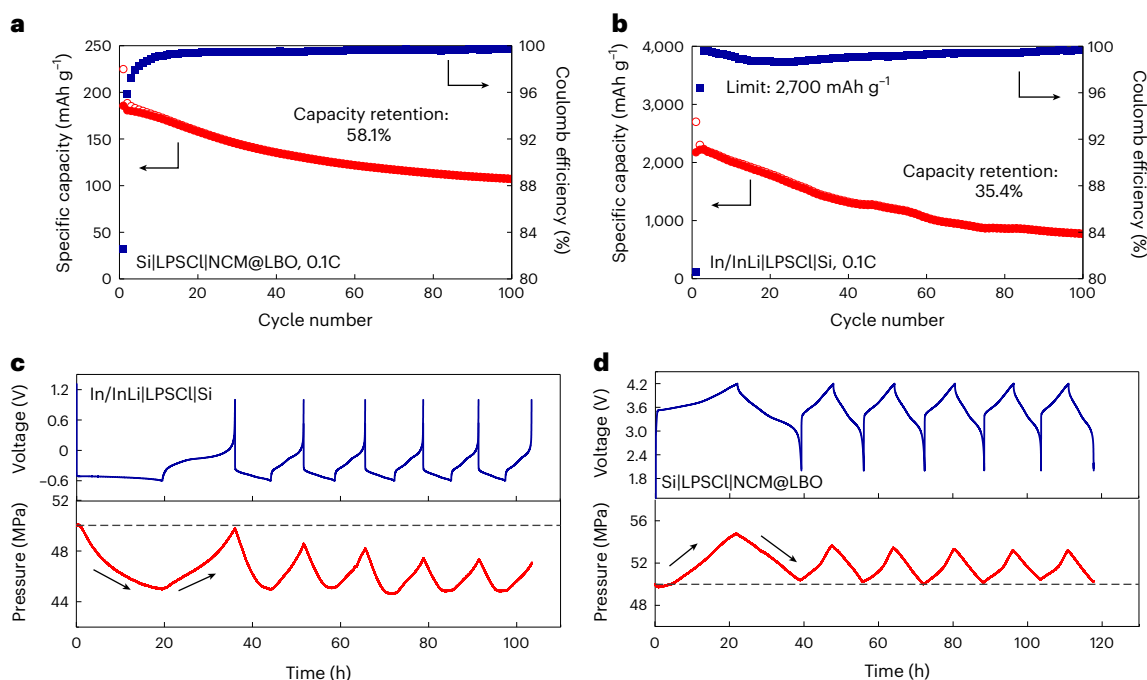 a
250
200
150
100
50
0
Specific capacity (mAh g−1)
100
96
92
88
84
80
Coulomb efficiency (%)
Capacity retention:
58.1%
Si|LPSCl|NCM@LBO, 0.1C
0 20 40 60 80 100
Cycle number
b
4,000
3,000
2,000
1,000
0
Specific capacity (mAh g−1)
100
96
92
88
84
80
Coulomb efficiency
(%)
Limit: 2,700 mAh g−1
Capacity retention:
35.4%
In/InLi|LPSCl|Si, 0.1C
0 20 40 60 80 100
Cycle number
c
1.2
0.6
0
−0.6
Voltage (V)
In/InLi|LPSCl|Si
52
48
44
Pressure (MPa)
0 20 40 60 80 100
Time (h)
d
4.2
3.6
3.0
1.8
Voltage (V)
Si|LPSCl|NCM@LBO
56
52
48
Pressure (MPa)
0 20 40 60 80 100 120
Time (h)